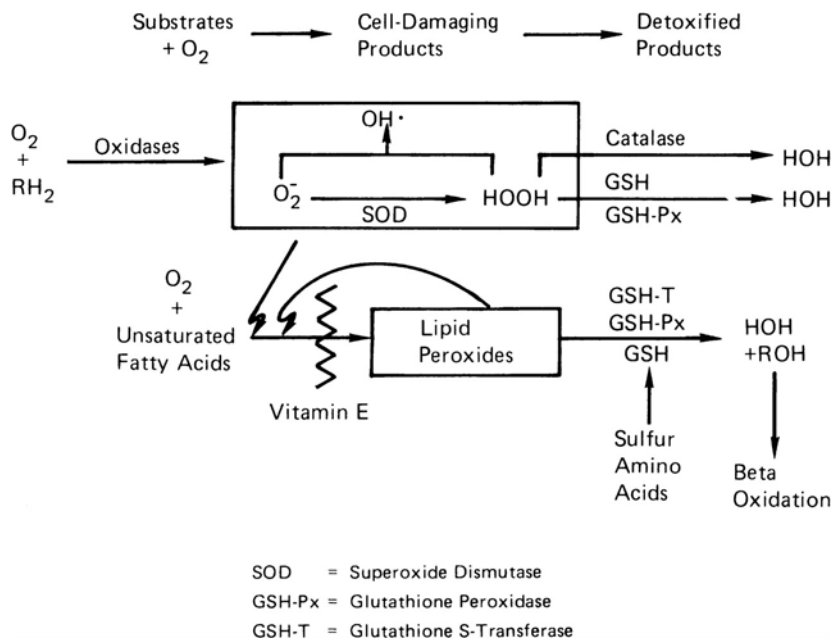 Substrates
+ O2
Cell-Damaging
Products
Detoxified
Products
O2
+
RH2
Oxidases
OH·
O2-
SOD
HOOH
Catalase
HOH
GSH
GSH-Px
HOH
O2
+
Unsaturated
Fatty Acids
Vitamin E
Lipid
Peroxides
GSH-T
GSH-Px
GSH
HOH
+ROH
Sulfur
Amino
Acids
Beta
Oxidation
SOD = Superoxide Dismutase
GSH-Px = Glutathione Peroxidase
GSH-T = Glutathione S-Transferase